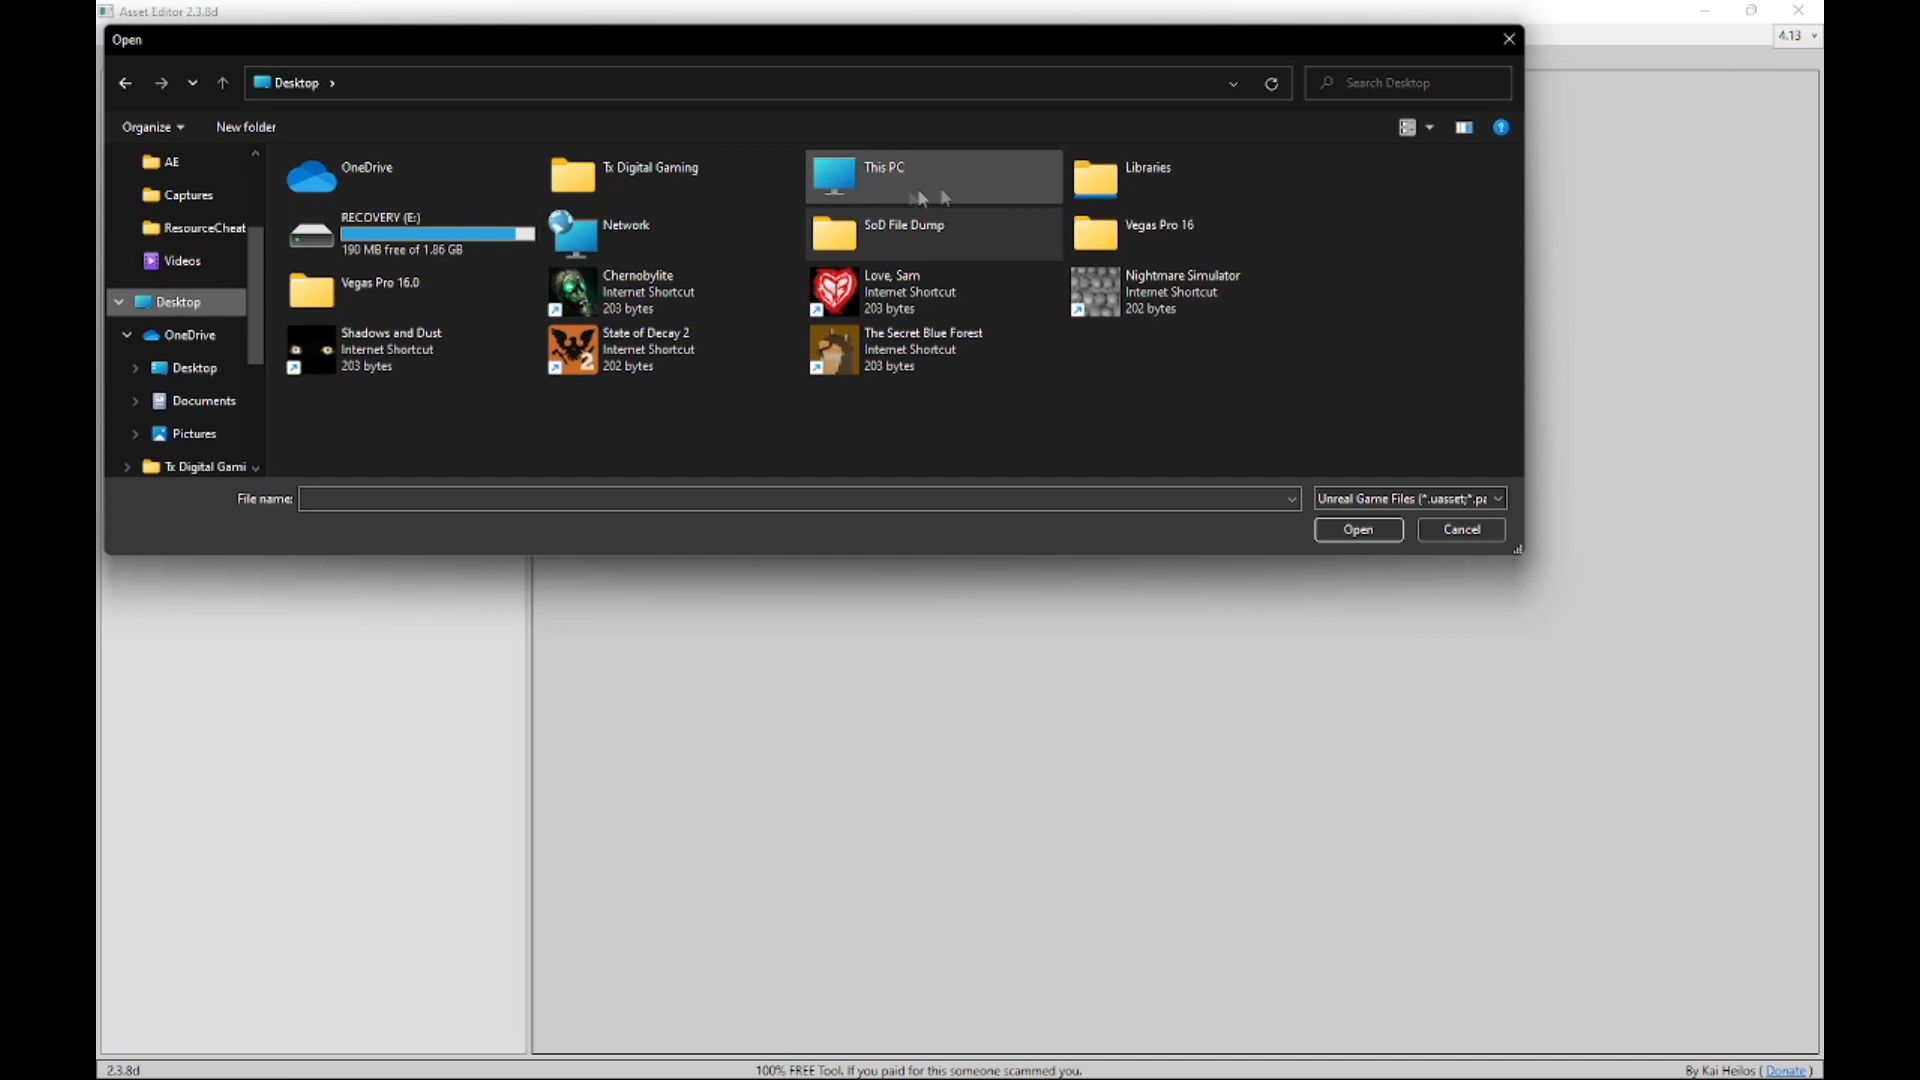 Asset Editor 2.3.8d
Open
4.13
Desktop
Search Desktop
Organize
New folder
AE
Captures
ResourceCheat
Videos
Desktop
OneDrive
Desktop
Documents
Pictures
Tx Digital Gami
OneDrive
Tx Digital Gaming
This PC
Libraries
RECOVERY (E:)
190 MB free of 1.86 GB
Network
SoD File Dump
Vegas Pro 16
Vegas Pro 16.0
Chernobylite
Internet Shortcut
203 bytes
Love, Sam
Internet Shortcut
203 bytes
Nightmare Simulator
Internet Shortcut
202 bytes
Shadows and Dust
Internet Shortcut
203 bytes
State of Decay 2
Internet Shortcut
202 bytes
The Secret Blue Forest
Internet Shortcut
203 bytes
File name:
Unreal Game Files (*.uasset;*.pa
Open
Cancel
2.3.8d
100% FREE Tool. If you paid for this someone scammed you.
By Kai Heilos ( Donate )